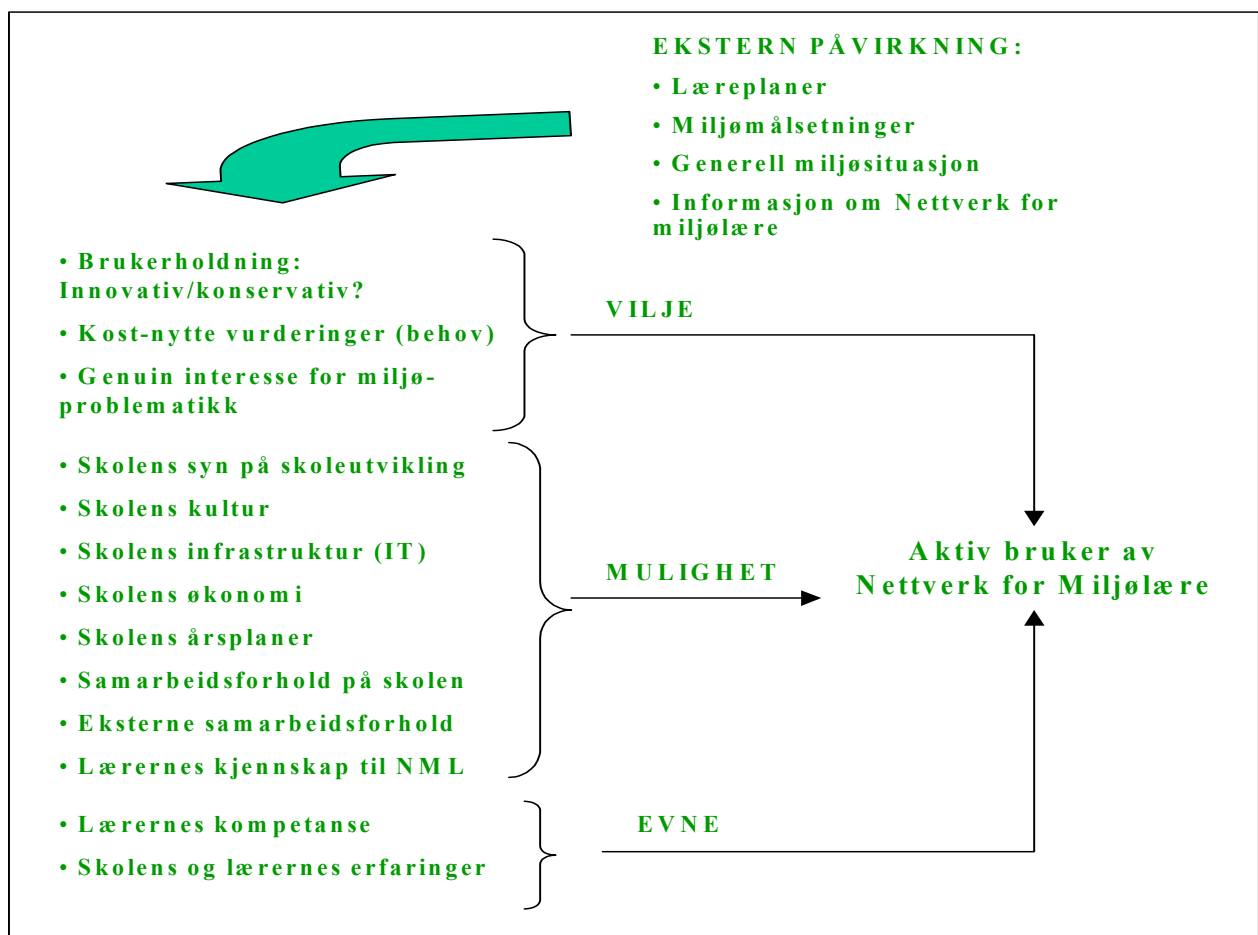 EKSTERN PÅVIRKNING:
• Læreplaner
• Miljømålsetninger
• Generell miljøsituasjon
• Informasjon om Nettverk for
miljølære
• Brukerholdning:
Innovativ/konservativ?
• Kost-nytte vurderinger (behov)
• Genuin interesse for miljø-
problematikk
VILJE
• Skolens syn på skoleutvikling
• Skolens kultur
• Skolens infrastruktur (IT)
• Skolens økonomi
• Skolens årsplaner
• Samarbeidsforhold på skolen
• Eksterne samarbeidsforhold
• Lærernes kjennskap til NML
MULIGHET
• Lærernes kompetanse
• Skolens og lærernes erfaringer
EVNE
Aktiv bruker av
Nettverk for Miljølære